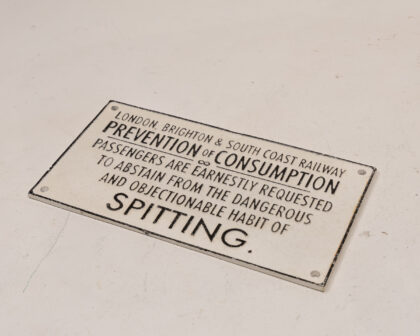 LONDON, BRIGHTON & SOUTH COAST RAILWAY
PREVENTION OF CONSUMPTION
PASSENGERS ARE EARNESTLY REQUESTED
TO ABSTAIN FROM THE DANGEROUS
AND OBJECTIONABLE HABIT OF
SPITTING.